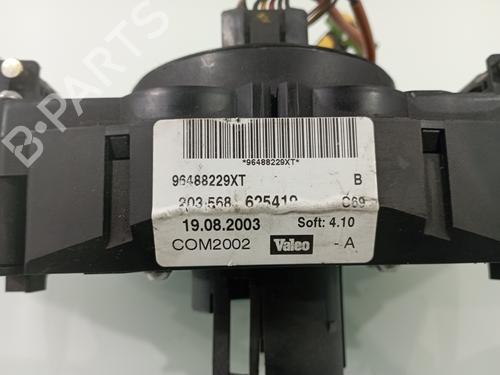 *96488229XT*
96488229XT B
203 568 625419 C69
19.08.2003 Soft: 4.10
COM2002 Valeo - A
B-PARTS